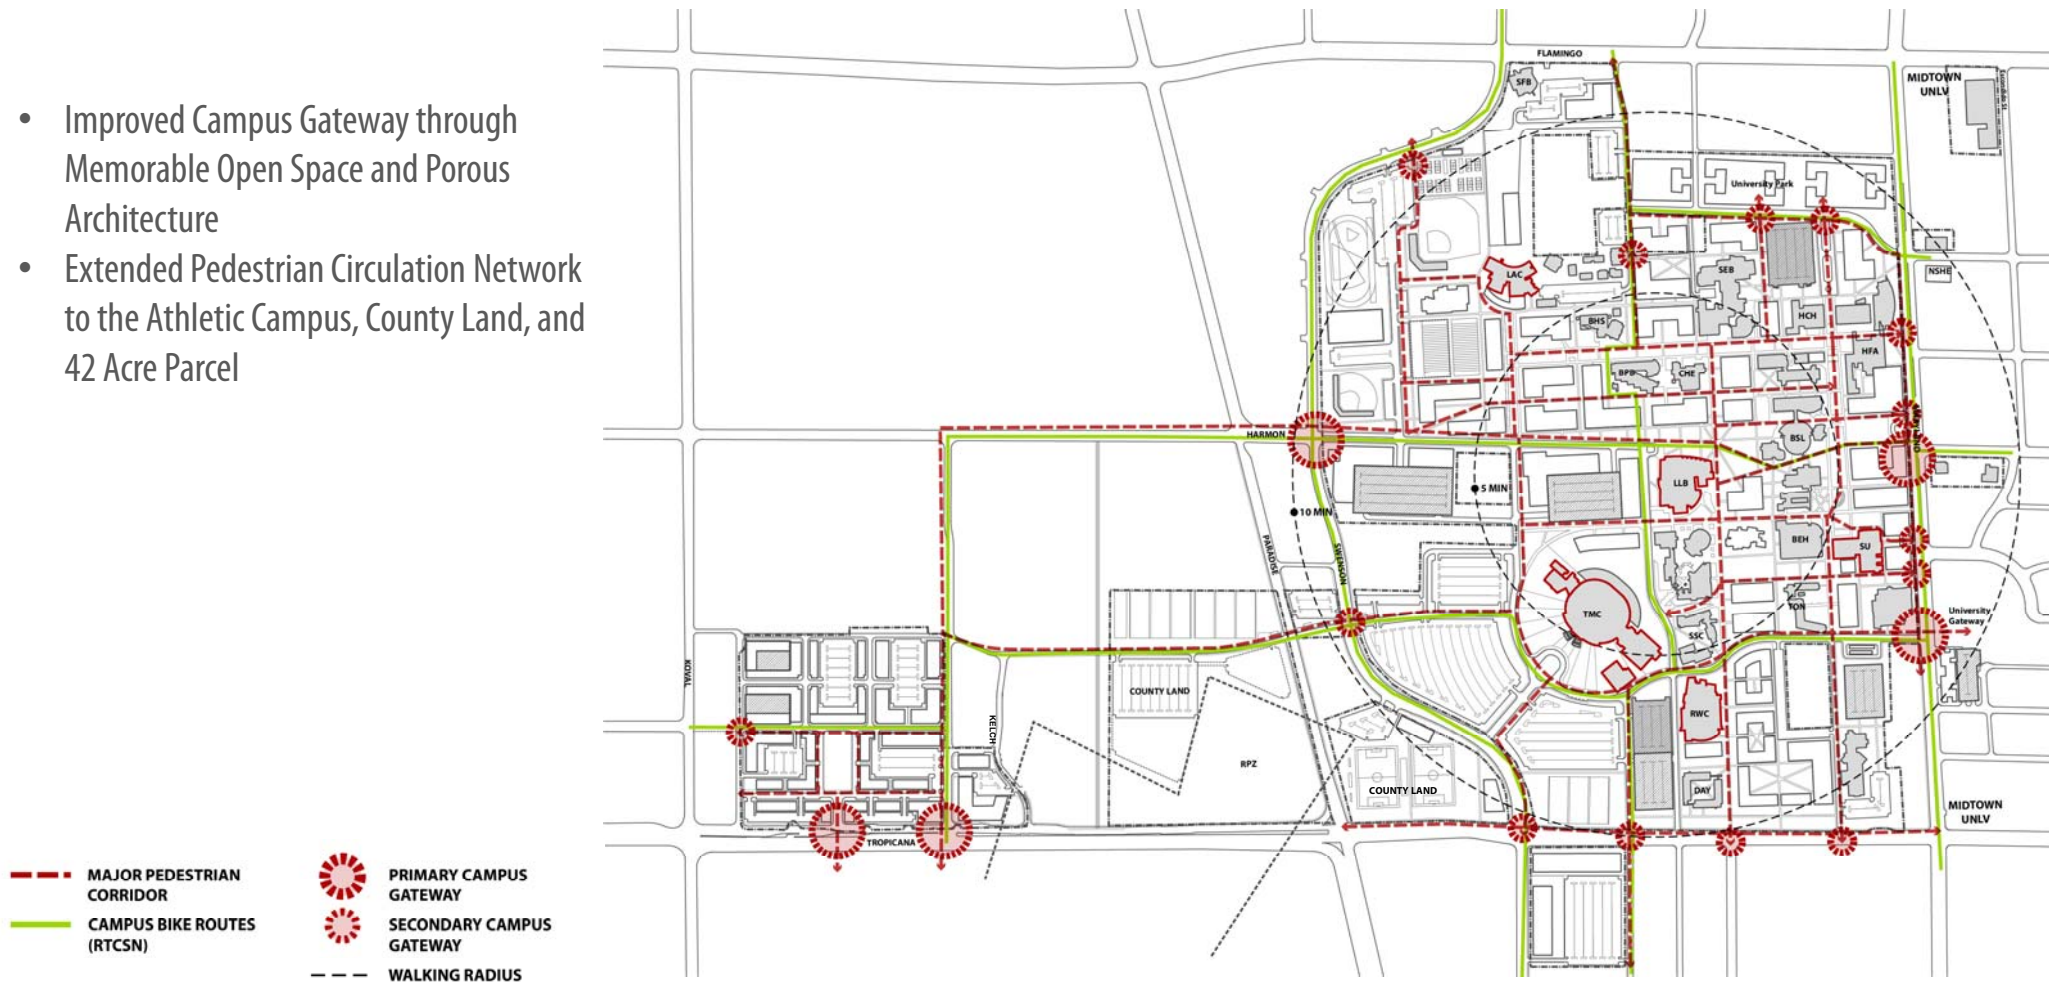 • Improved Campus Gateway through
Memorable Open Space and Porous
Architecture
• Extended Pedestrian Circulation Network
to the Athletic Campus, County Land, and
42 Acre Parcel
FLAMINGO
SFB
MIDTOWN
UNLV
University Park
LAC
SEB
NSHE
BHS
HCH
HFA
BPB
CHE
HARMON
BSL
LLB
5 MIN
10 MIN
PARADISE
SWENSON
BEH
SU
TMC
TON
SSC
University
Gateway
KOVAL
COUNTY LAND
KELCH
RWC
RPZ
COUNTY LAND
DAY
MIDTOWN
UNLV
TROPICANA
MAJOR PEDESTRIAN
CORRIDOR
CAMPUS BIKE ROUTES
(RTCSN)
PRIMARY CAMPUS
GATEWAY
SECONDARY CAMPUS
GATEWAY
WALKING RADIUS